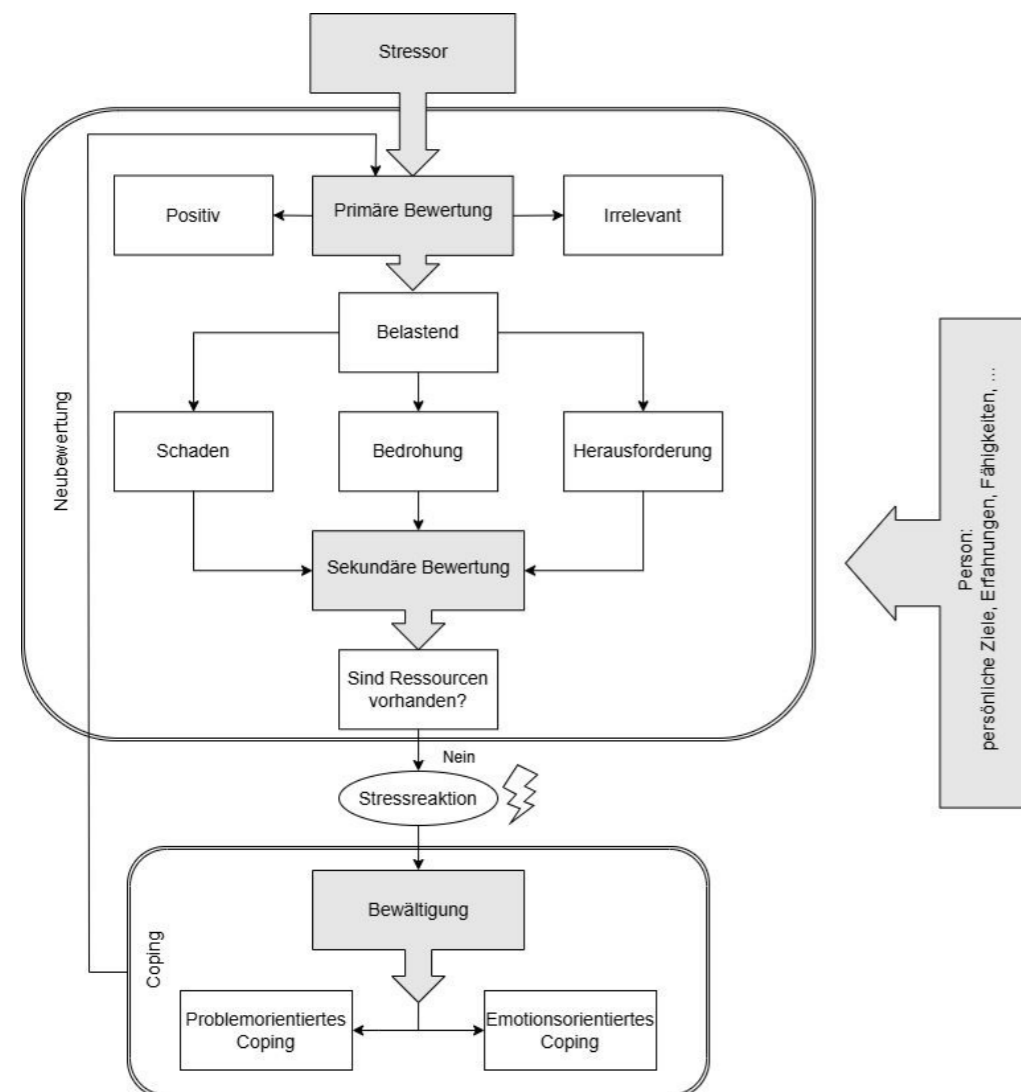 Stressor
Positiv
Primäre Bewertung
Irrelevant
Belastend
Schaden
Bedrohung
Herausforderung
Neubewertung
Sekundäre Bewertung
Sind Ressourcen
vorhanden?
Person:
persönliche Ziele, Erfahrungen, Fähigkeiten, ...
Nein
Stressreaktion
Bewältigung
Coping
Problemorientiertes
Coping
Emotionsorientiertes
Coping